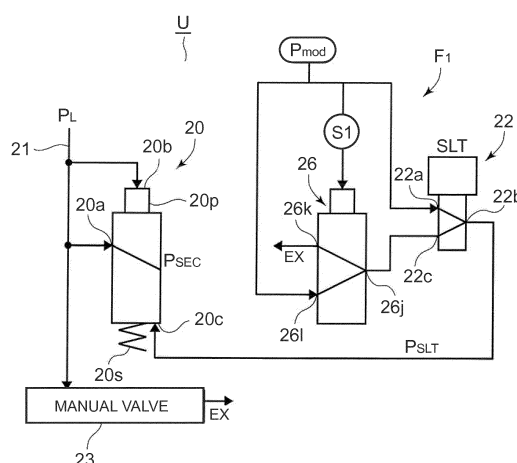 U
Pmod
F1
PL
21
20b
20
20p
20a
PSEC
20c
20s
MANUAL VALVE
EX
23
S1
26
26k
EX
26l
26j
SLT
22
22a
22b
22c
PSLT